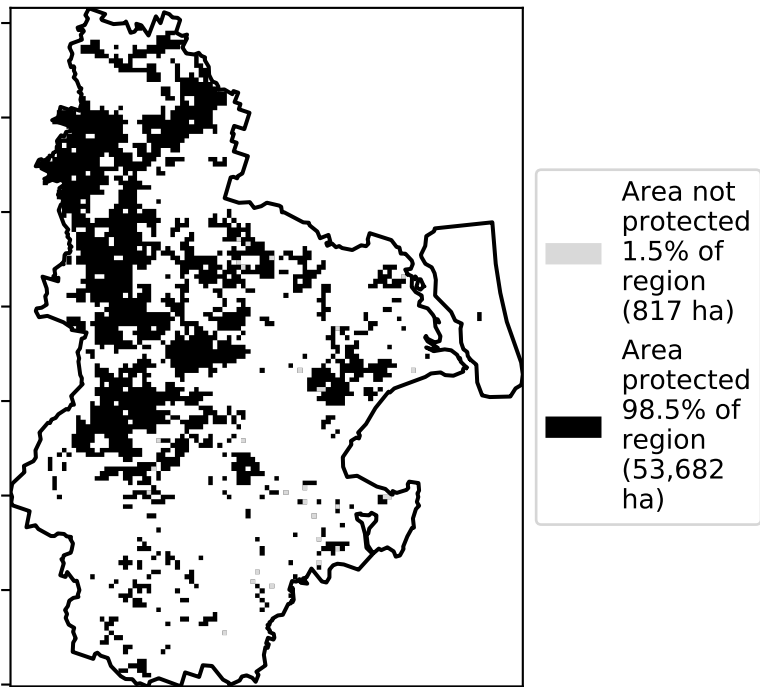 Area not
protected
1.5% of
region
(817 ha)
Area
protected
98.5% of
region
(53,682
ha)